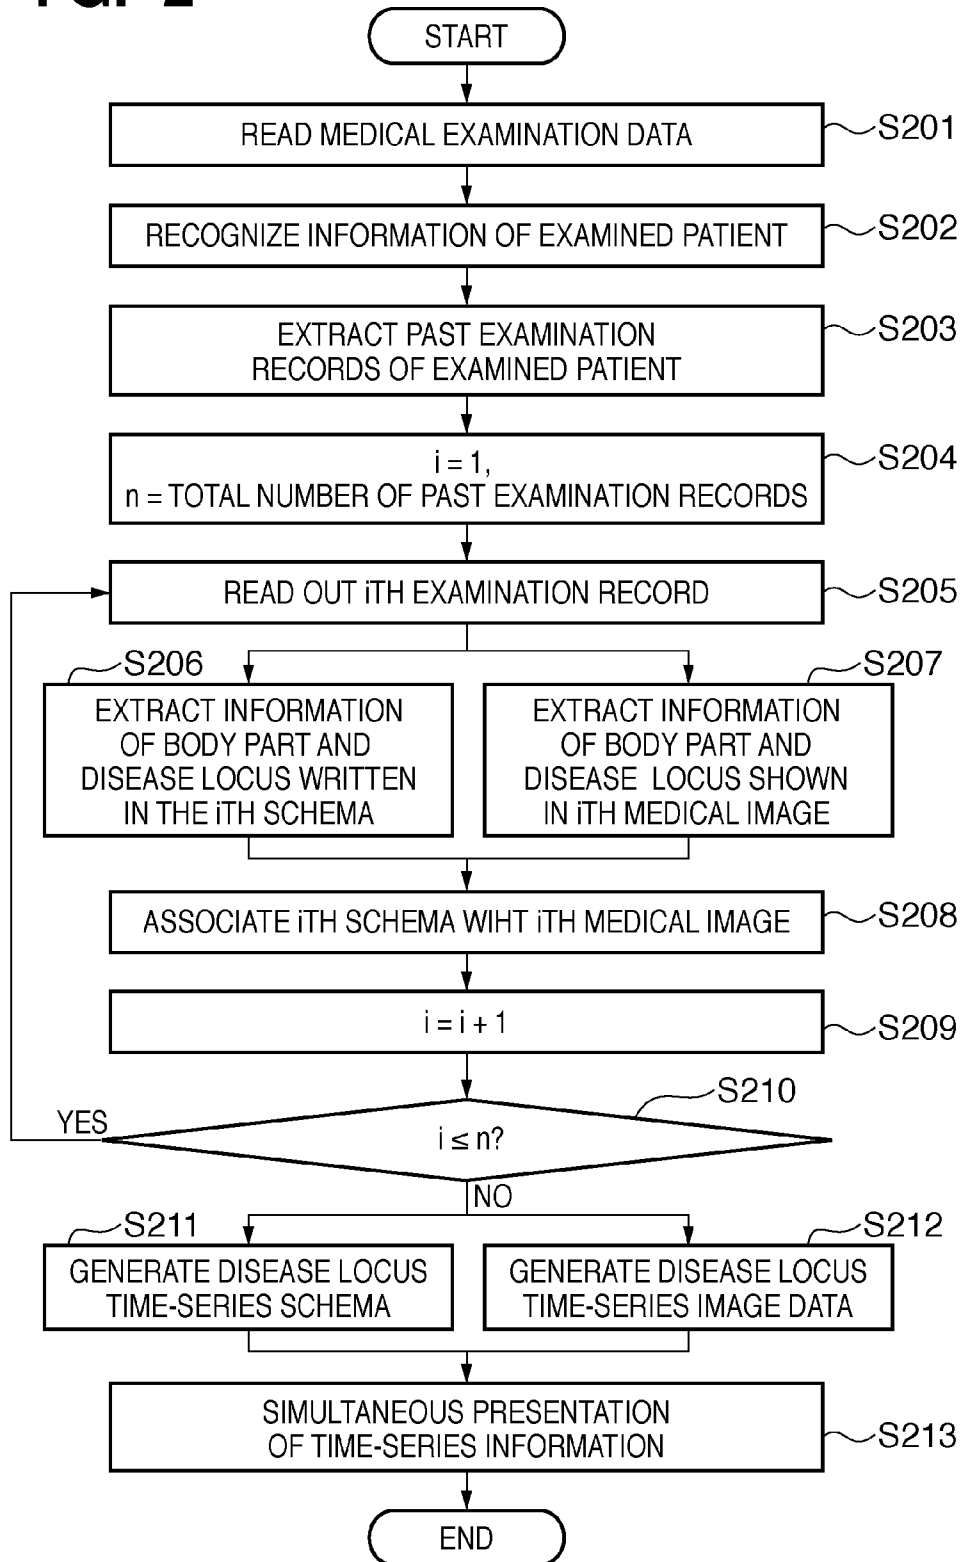 START
READ MEDICAL EXAMINATION DATA
S201
RECOGNIZE INFORMATION OF EXAMINED PATIENT
S202
EXTRACT PAST EXAMINATION
RECORDS OF EXAMINED PATIENT
S203
i = 1,
n = TOTAL NUMBER OF PAST EXAMINATION RECORDS
S204
READ OUT iTH EXAMINATION RECORD
S205
S206
EXTRACT INFORMATION
OF BODY PART AND
DISEASE LOCUS WRITTEN
IN THE iTH SCHEMA
S207
EXTRACT INFORMATION
OF BODY PART AND
DISEASE LOCUS SHOWN
IN iTH MEDICAL IMAGE
ASSOCIATE iTH SCHEMA WIHT iTH MEDICAL IMAGE
S208
i = i + 1
S209
S210
YES
i ≤ n?
NO
S211
GENERATE DISEASE LOCUS
TIME-SERIES SCHEMA
S212
GENERATE DISEASE LOCUS
TIME-SERIES IMAGE DATA
SIMULTANEOUS PRESENTATION
OF TIME-SERIES INFORMATION
S213
END